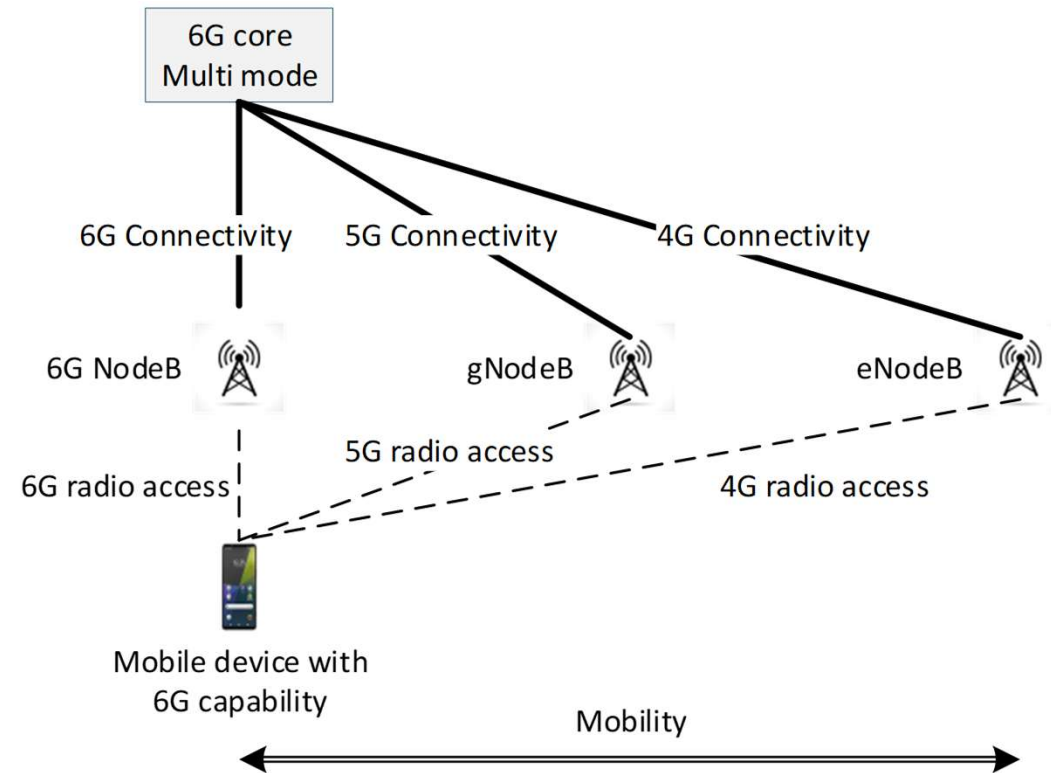 6G core
Multi mode
6G Connectivity
5G Connectivity
4G Connectivity
6G NodeB
gNodeB
eNodeB
5G radio access
6G radio access
4G radio access
Mobile device with
6G capability
Mobility